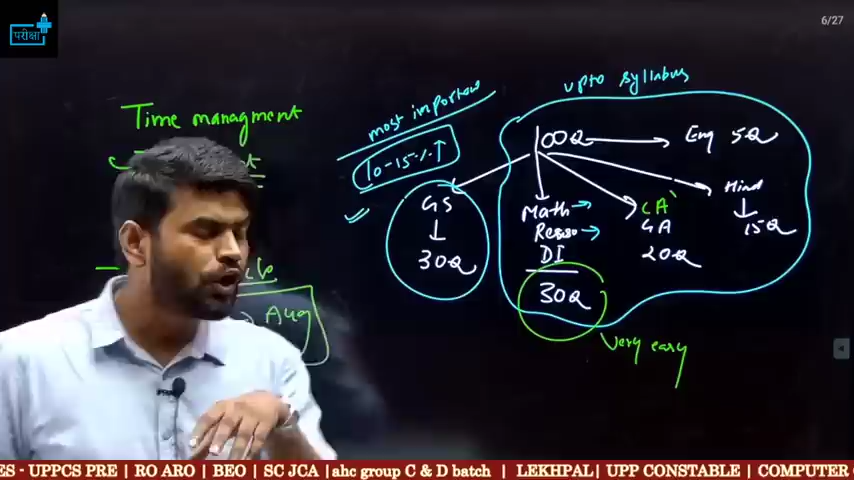 परीक्षा
6/27
Time managment
most importen
10-15%↑
GS
↓
30Q
upto syllabus
100Q → Eng 5Q
Math →
Reaso →
DI
30Q
CA
GA
20Q
Hind
↓
15Q
Very easy
→ Aug
ES - UPPCS PRE | RO ARO | BEO | SC JCA |ahc group C & D batch | LEKHPAL| UPP CONSTABLE | COMPUTER